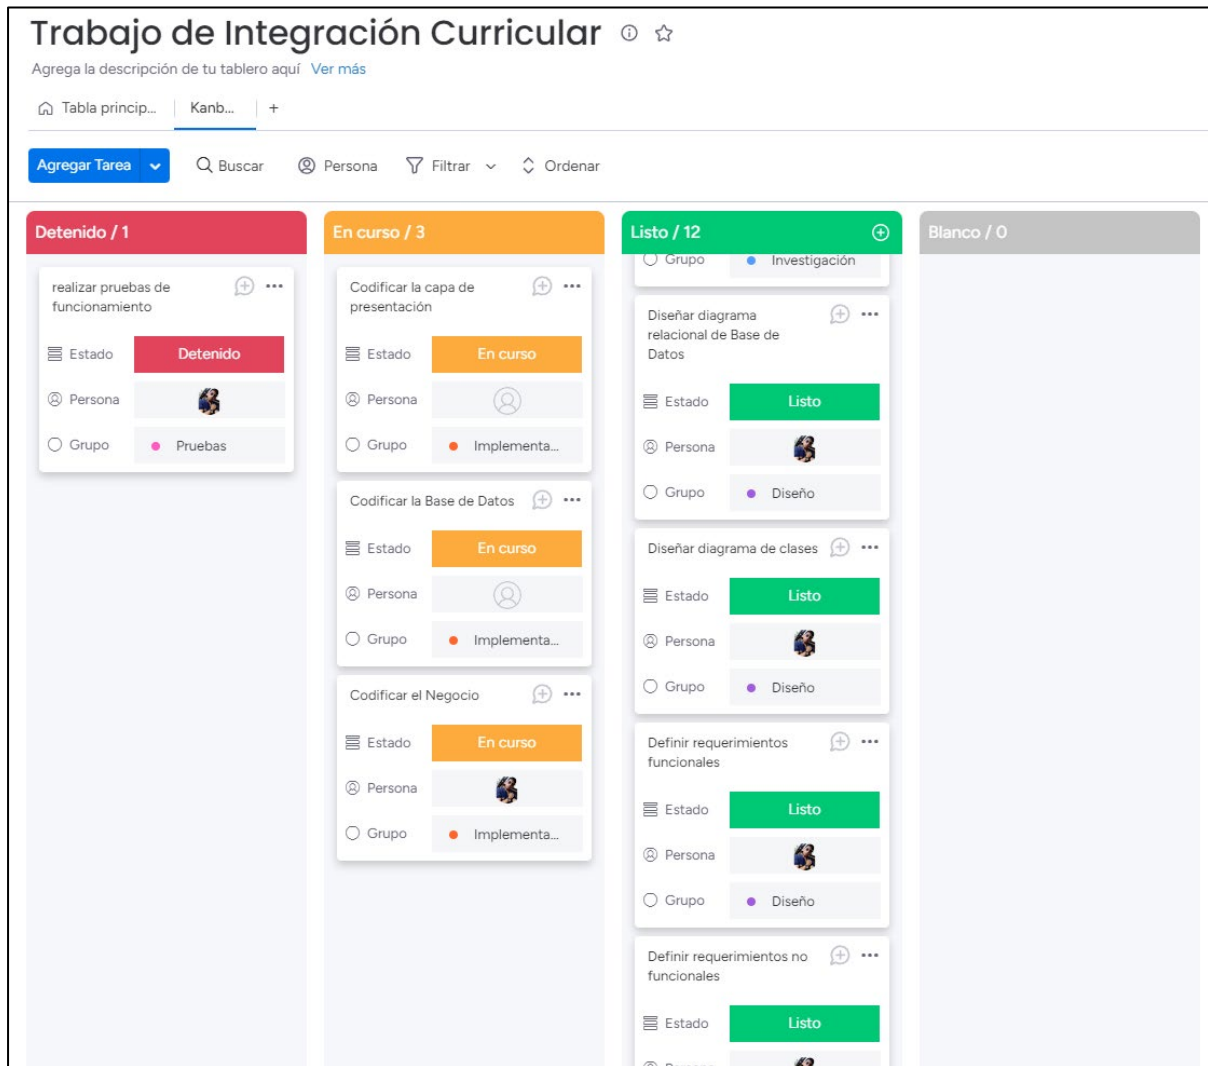 Trabajo de Integración Curricular
Agrega la descripción de tu tablero aquí Ver más
Tabla princip... Kanb... +
Agregar Tarea Buscar Persona Filtrar Ordenar
Detenido / 1
realizar pruebas de
funcionamiento
Estado Detenido
Persona
Grupo Pruebas
En curso / 3
Codificar la capa de
presentación
Estado En curso
Persona
Grupo Implementa...
Codificar la Base de Datos
Estado En curso
Persona
Grupo Implementa...
Codificar el Negocio
Estado En curso
Persona
Grupo Implementa...
Listo / 12
Grupo Investigación
Diseñar diagrama
relacional de Base de
Datos
Estado Listo
Persona
Grupo Diseño
Diseñar diagrama de clases
Estado Listo
Persona
Grupo Diseño
Definir requerimientos
funcionales
Estado Listo
Persona
Grupo Diseño
Definir requerimientos no
funcionales
Estado Listo
Persona
Blanco / 0